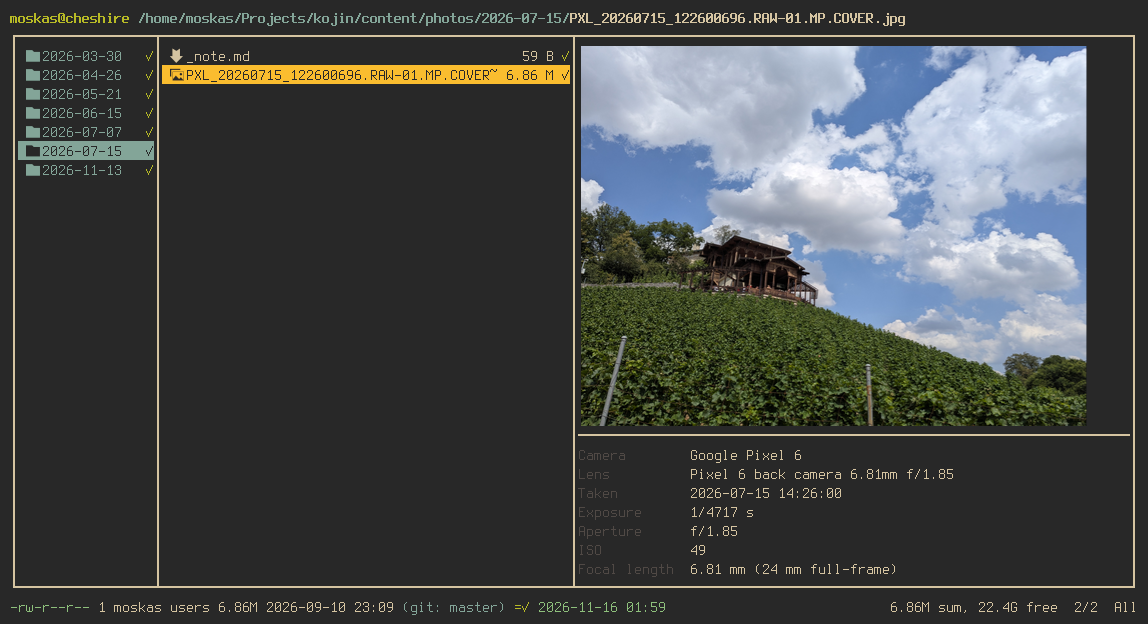 moskas@cheshire /home/moskas/Projects/kojin/content/photos/2026-07-15/PXL_20260715_122600696.RAW-01.MP.COVER.jpg
2026-03-30 ✓
2026-04-26 ✓
2026-05-21 ✓
2026-06-15 ✓
2026-07-07 ✓
2026-07-15 ✓
2026-11-13 ✓
_note.md 59 B ✓
PXL_20260715_122600696.RAW-01.MP.COVER~ 6.86 M ✓
Camera Google Pixel 6
Lens Pixel 6 back camera 6.81mm f/1.85
Taken 2026-07-15 14:26:00
Exposure 1/4717 s
Aperture f/1.85
ISO 49
Focal length 6.81 mm (24 mm full-frame)
-rw-r--r-- 1 moskas users 6.86M 2026-09-10 23:09 (git: master) =✓ 2026-11-16 01:59 6.86M sum, 22.4G free 2/2 All